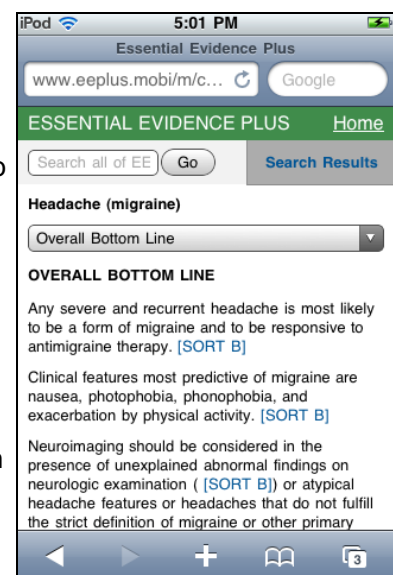 iPod 5:01 PM
Essential Evidence Plus
www.eeplus.mobi/m/c... Google
ESSENTIAL EVIDENCE PLUS Home
Search all of EE Go Search Results
Headache (migraine)
Overall Bottom Line
OVERALL BOTTOM LINE
Any severe and recurrent headache is most likely
to be a form of migraine and to be responsive to
antimigraine therapy. [SORT B]
Clinical features most predictive of migraine are
nausea, photophobia, phonophobia, and
exacerbation by physical activity. [SORT B]
Neuroimaging should be considered in the
presence of unexplained abnormal findings on
neurologic examination ( [SORT B]) or atypical
headache features or headaches that do not fulfill
the strict definition of migraine or other primary
3